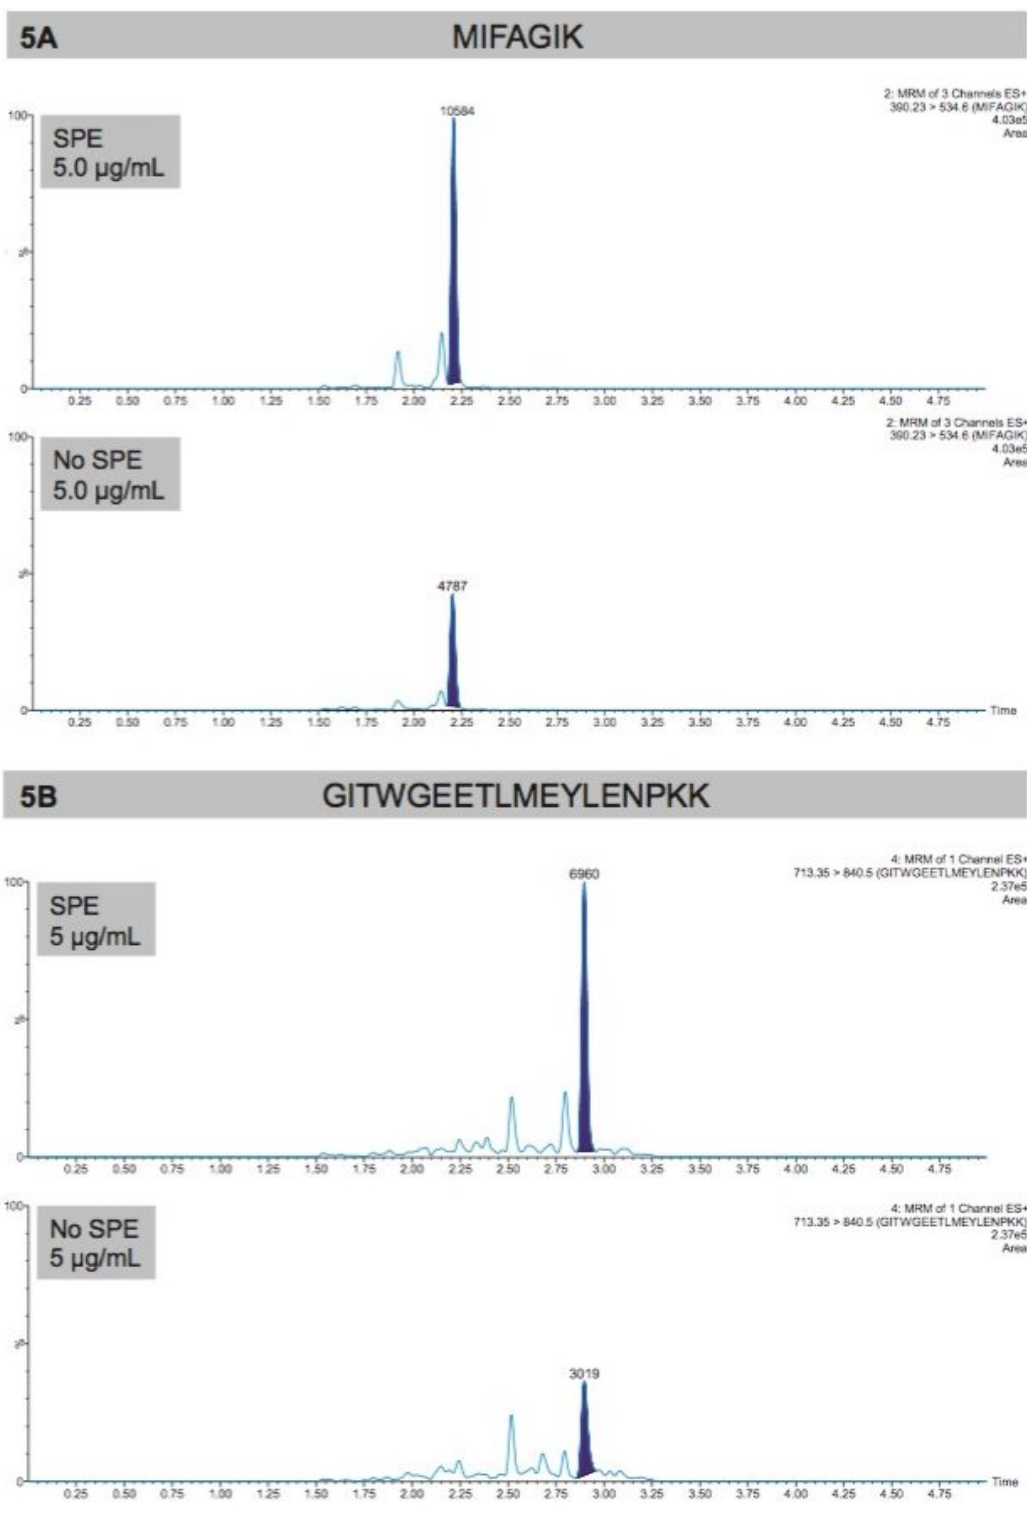 5A MIFAGIK
2: MRM of 3 Channels ES+
390.23 > 534.6 (MIFAGIK)
4.03e5
Area
10584
100
SPE
5.0 µg/mL
%
0
0.25 0.50 0.75 1.00 1.25 1.50 1.75 2.00 2.25 2.50 2.75 3.00 3.25 3.50 3.75 4.00 4.25 4.50 4.75
2: MRM of 3 Channels ES+
390.23 > 534.6 (MIFAGIK)
4.03e5
Area
100
No SPE
5.0 µg/mL
%
4787
0
0.25 0.50 0.75 1.00 1.25 1.50 1.75 2.00 2.25 2.50 2.75 3.00 3.25 3.50 3.75 4.00 4.25 4.50 4.75 Time
5B GITWGEETLMEYLENPKK
4: MRM of 1 Channel ES+
713.35 > 840.5 (GITWGEETLMEYLENPKK)
2.37e5
Area
6960
100
SPE
5 µg/mL
%
0
0.25 0.50 0.75 1.00 1.25 1.50 1.75 2.00 2.25 2.50 2.75 3.00 3.25 3.50 3.75 4.00 4.25 4.50 4.75
4: MRM of 1 Channel ES+
713.35 > 840.5 (GITWGEETLMEYLENPKK)
2.37e5
Area
100
No SPE
5 µg/mL
%
3019
0
0.25 0.50 0.75 1.00 1.25 1.50 1.75 2.00 2.25 2.50 2.75 3.00 3.25 3.50 3.75 4.00 4.25 4.50 4.75 Time